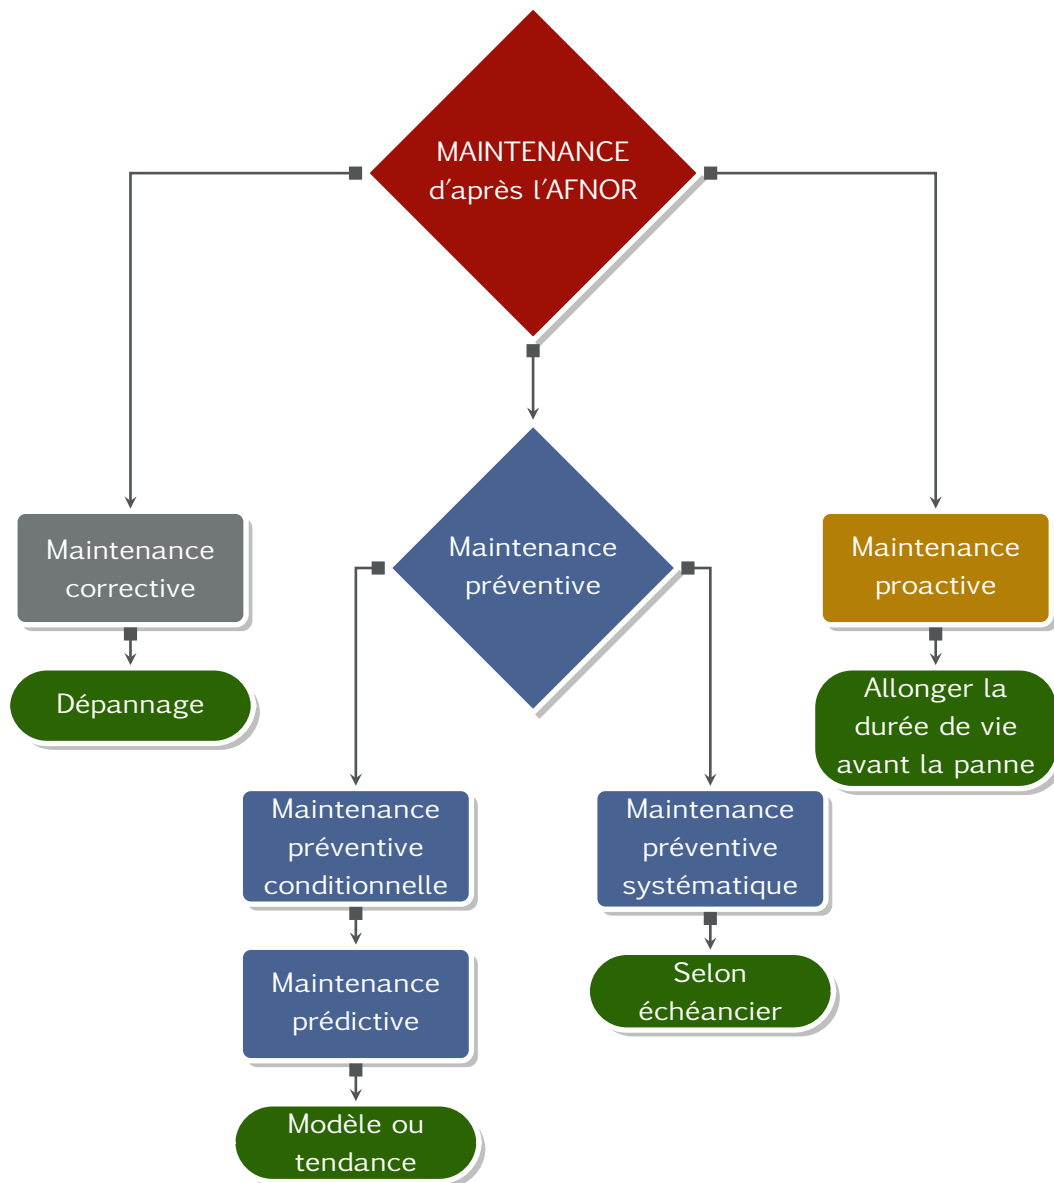 MAINTENANCE
d'après l'AFNOR
Maintenance
corrective
Maintenance
préventive
Maintenance
proactive
Dépannage
Allonger la
durée de vie
avant la panne
Maintenance
préventive
conditionnelle
Maintenance
préventive
systématique
Maintenance
prédictive
Selon
échéancier
Modèle ou
tendance